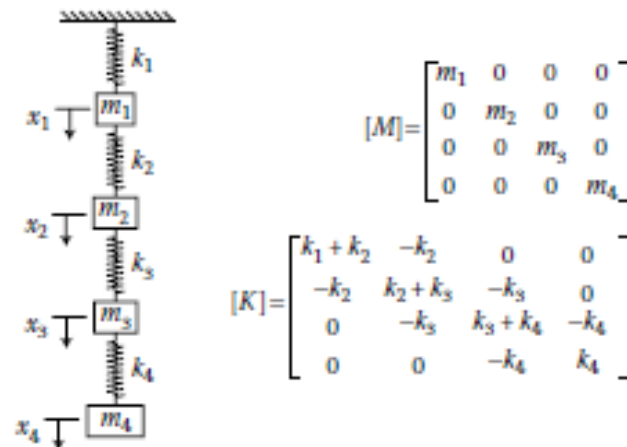 k₁
x₁ m₁
k₂
x₂ m₂
k₃
x₃ m₃
k₄
x₄ m₄
[M]= [ m₁ 0 0 0
0 m₂ 0 0
0 0 m₃ 0
0 0 0 m₄ ]
[K]= [ k₁ + k₂ −k₂ 0 0
−k₂ k₂ + k₃ −k₃ 0
0 −k₃ k₃ + k₄ −k₄
0 0 −k₄ k₄ ]